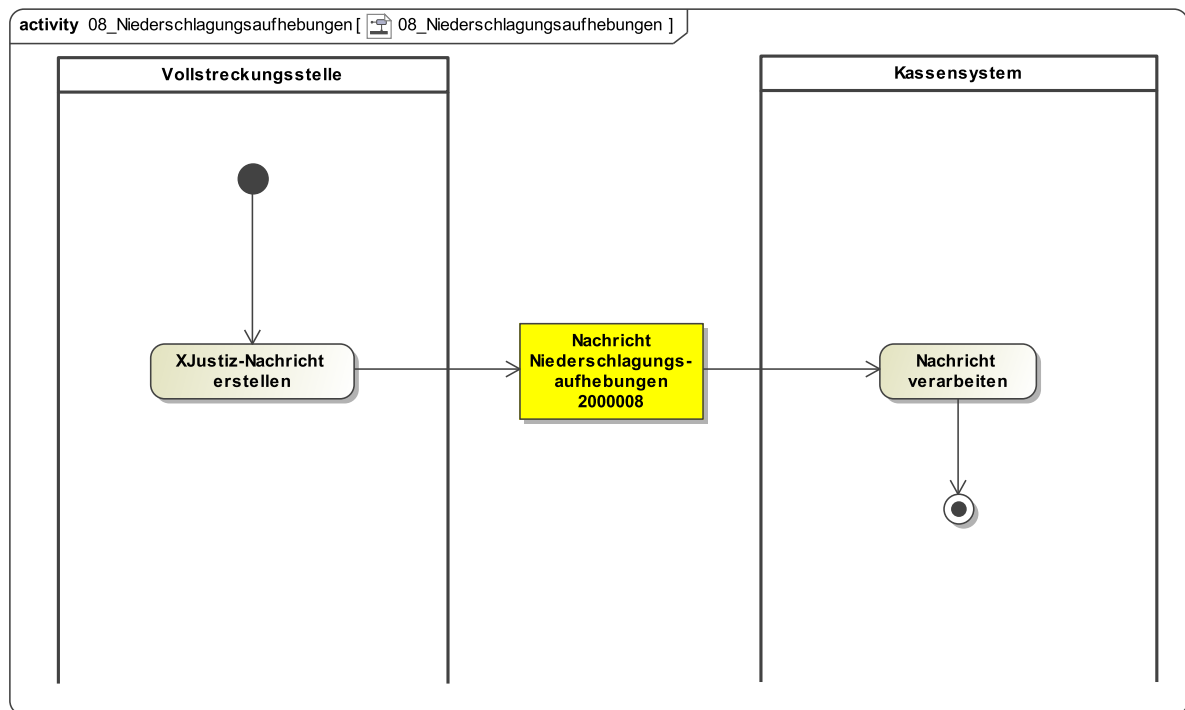 activity 08_Niederschlagungsaufhebungen [ 08_Niederschlagungsaufhebungen ]
Vollstreckungsstelle
Kassensystem
XJustiz-Nachricht
erstellen
Nachricht
Niederschlagungs-
aufhebungen
2000008
Nachricht
verarbeiten